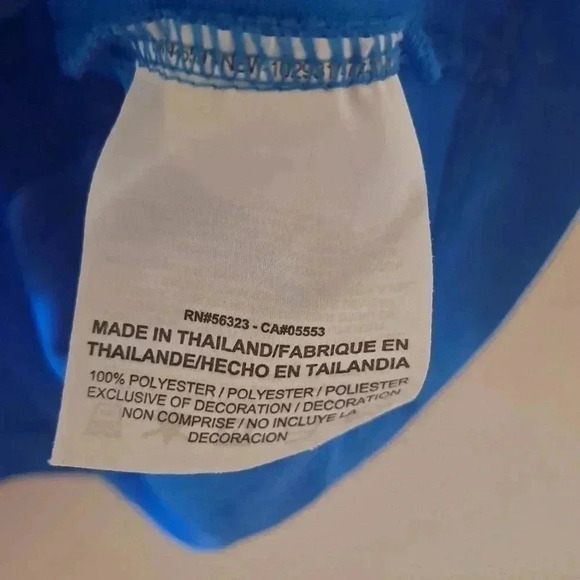 RN#56323 - CA#05553
MADE IN THAILAND/FABRIQUE EN
THAILANDE/HECHO EN TAILANDIA
100% POLYESTER / POLYESTER / POLIESTER
EXCLUSIVE OF DECORATION / DECORATION
NON COMPRISE / NO INCLUYE LA
DECORACION